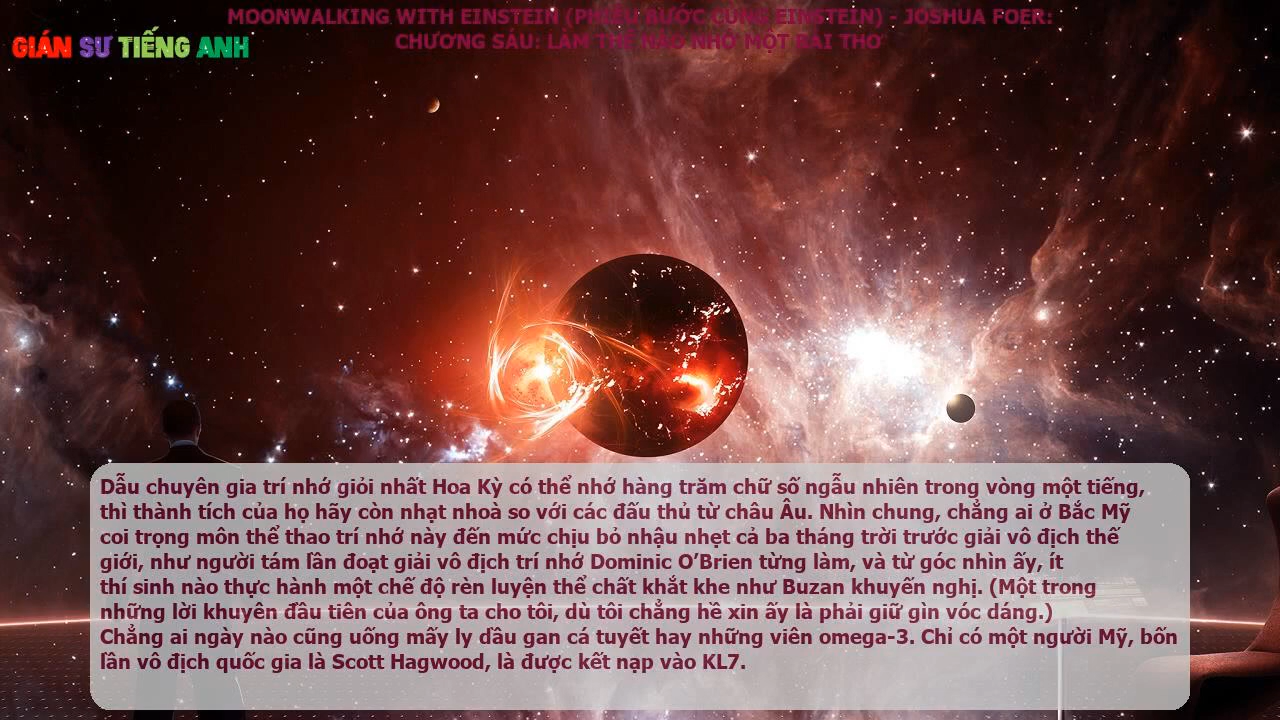 MOONWALKING WITH EINSTEIN (PHIÊU BƯỚC CÙNG EINSTEIN) - JOSHUA FOER:
CHƯƠNG SÁU: LÀM THẾ NÀO NHỚ MỘT BÀI THƠ
GIÁN SƯ TIẾNG ANH
Dẫu chuyên gia trí nhớ giỏi nhất Hoa Kỳ có thể nhớ hàng trăm chữ số ngẫu nhiên trong vòng một tiếng,
thì thành tích của họ hãy còn nhạt nhoà so với các đấu thủ từ châu Âu. Nhìn chung, chẳng ai ở Bắc Mỹ
coi trọng môn thể thao trí nhớ này đến mức chịu bỏ nhậu nhẹt cả ba tháng trời trước giải vô địch thế
giới, như người tám lần đoạt giải vô địch trí nhớ Dominic O’Brien từng làm, và từ góc nhìn ấy, ít
thí sinh nào thực hành một chế độ rèn luyện thể chất khắt khe như Buzan khuyến nghị. (Một trong
những lời khuyên đầu tiên của ông ta cho tôi, dù tôi chẳng hề xin ấy là phải giữ gìn vóc dáng.)
Chẳng ai ngày nào cũng uống mấy ly dầu gan cá tuyết hay những viên omega-3. Chỉ có một người Mỹ, bốn
lần vô địch quốc gia là Scott Hagwood, là được kết nạp vào KL7.